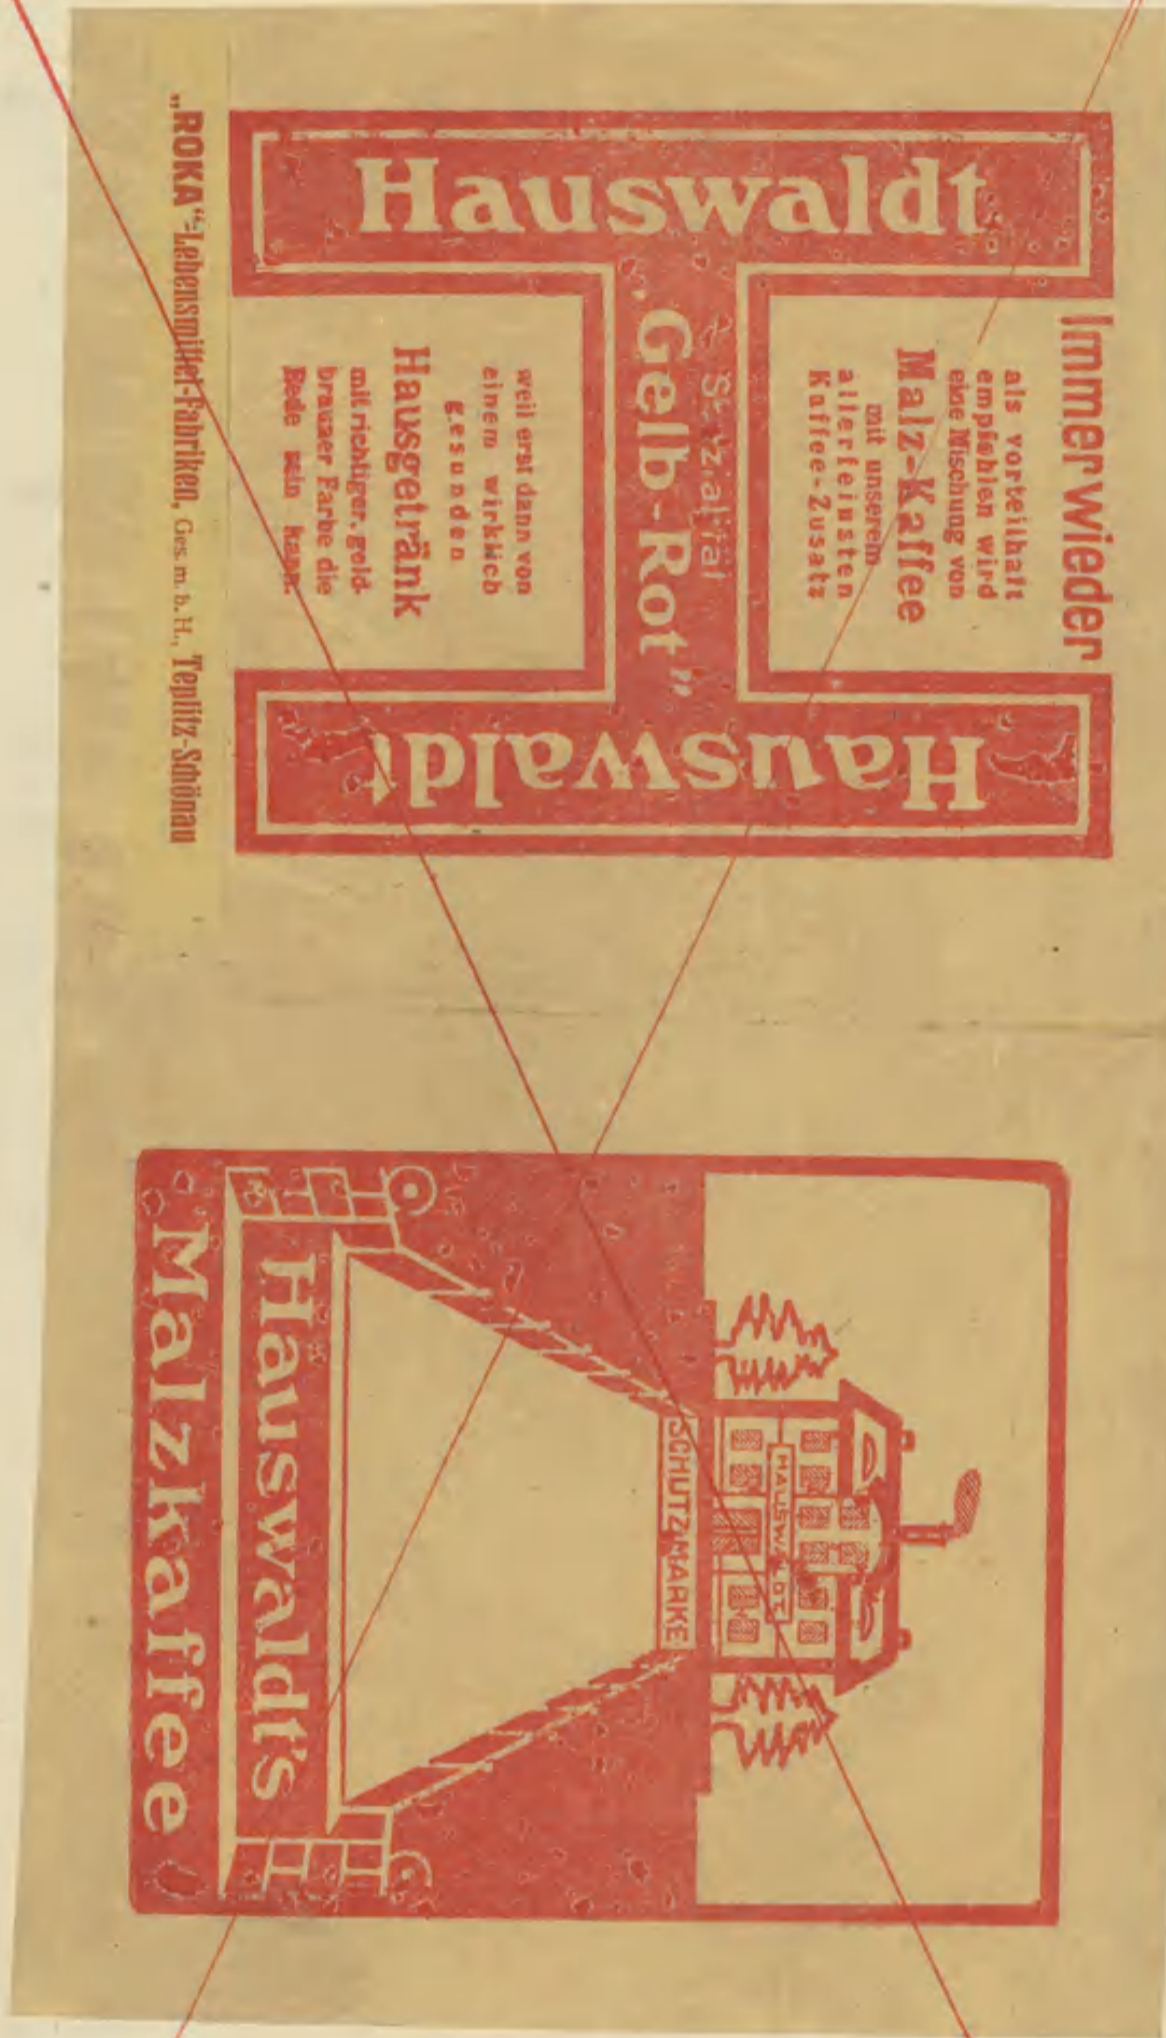 Immer wieder
als vorteilhaft
empfohlen wird
eine Mischung von
Malz-Kaffee
mit unserem
allerfeinsten
Kaffee-Zusatz
Hauswaldt
„Gelb-Rot”
Hauswaldt
weil erst dann von
einem wirklich
gesunden
Hausgetränk
mit richtiger, gold-
brauner Farbe die
Rede sein kann.
„ROKA“-Lebensmittel-Fabriken, Ges. m. b. H., Teplitz-Schönau
HAUSWALDT
SCHUTZMARKE
Hauswaldt's
Malzkaffee